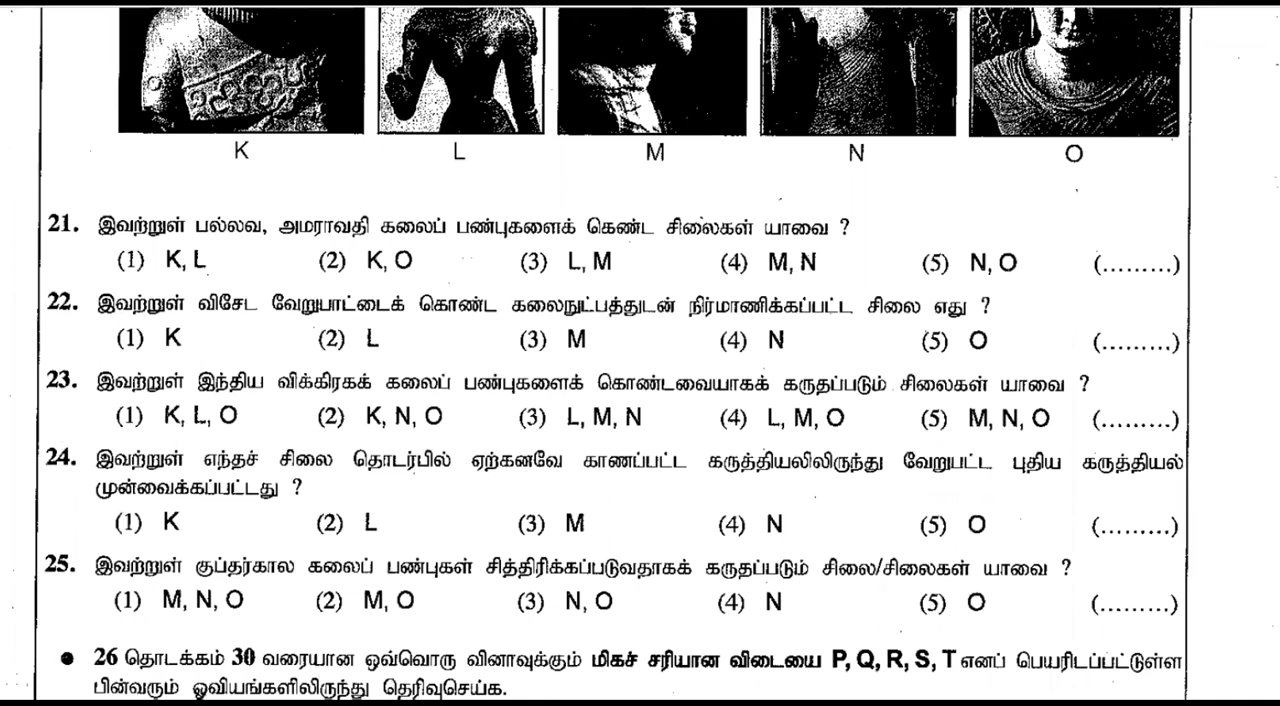 K L M N O
21. இவற்றுள் பல்லவ, அமராவதி கலைப் பண்புகளைக் கெண்ட சிலைகள் யாவை ?
(1) K, L (2) K, O (3) L, M (4) M, N (5) N, O (.........)
22. இவற்றுள் விசேட வேறுபாட்டைக் கொண்ட கலைநுட்பத்துடன் நிர்மாணிக்கப்பட்ட சிலை எது ?
(1) K (2) L (3) M (4) N (5) O (.........)
23. இவற்றுள் இந்திய விக்கிரகக் கலைப் பண்புகளைக் கொண்டவையாகக் கருதப்படும் சிலைகள் யாவை ?
(1) K, L, O (2) K, N, O (3) L, M, N (4) L, M, O (5) M, N, O (.........)
24. இவற்றுள் எந்தச் சிலை தொடர்பில் ஏற்கனவே காணப்பட்ட கருத்தியலிலிருந்து வேறுபட்ட புதிய கருத்தியல்
முன்வைக்கப்பட்டது ?
(1) K (2) L (3) M (4) N (5) O (.........)
25. இவற்றுள் குப்தர்கால கலைப் பண்புகள் சித்திரிக்கப்படுவதாகக் கருதப்படும் சிலை/சிலைகள் யாவை ?
(1) M, N, O (2) M, O (3) N, O (4) N (5) O (.........)
● 26 தொடக்கம் 30 வரையான ஒவ்வொரு வினாவுக்கும் மிகச் சரியான விடையை P, Q, R, S, T எனப் பெயரிடப்பட்டுள்ள
பின்வரும் ஓவியங்களிலிருந்து தெரிவுசெய்க.